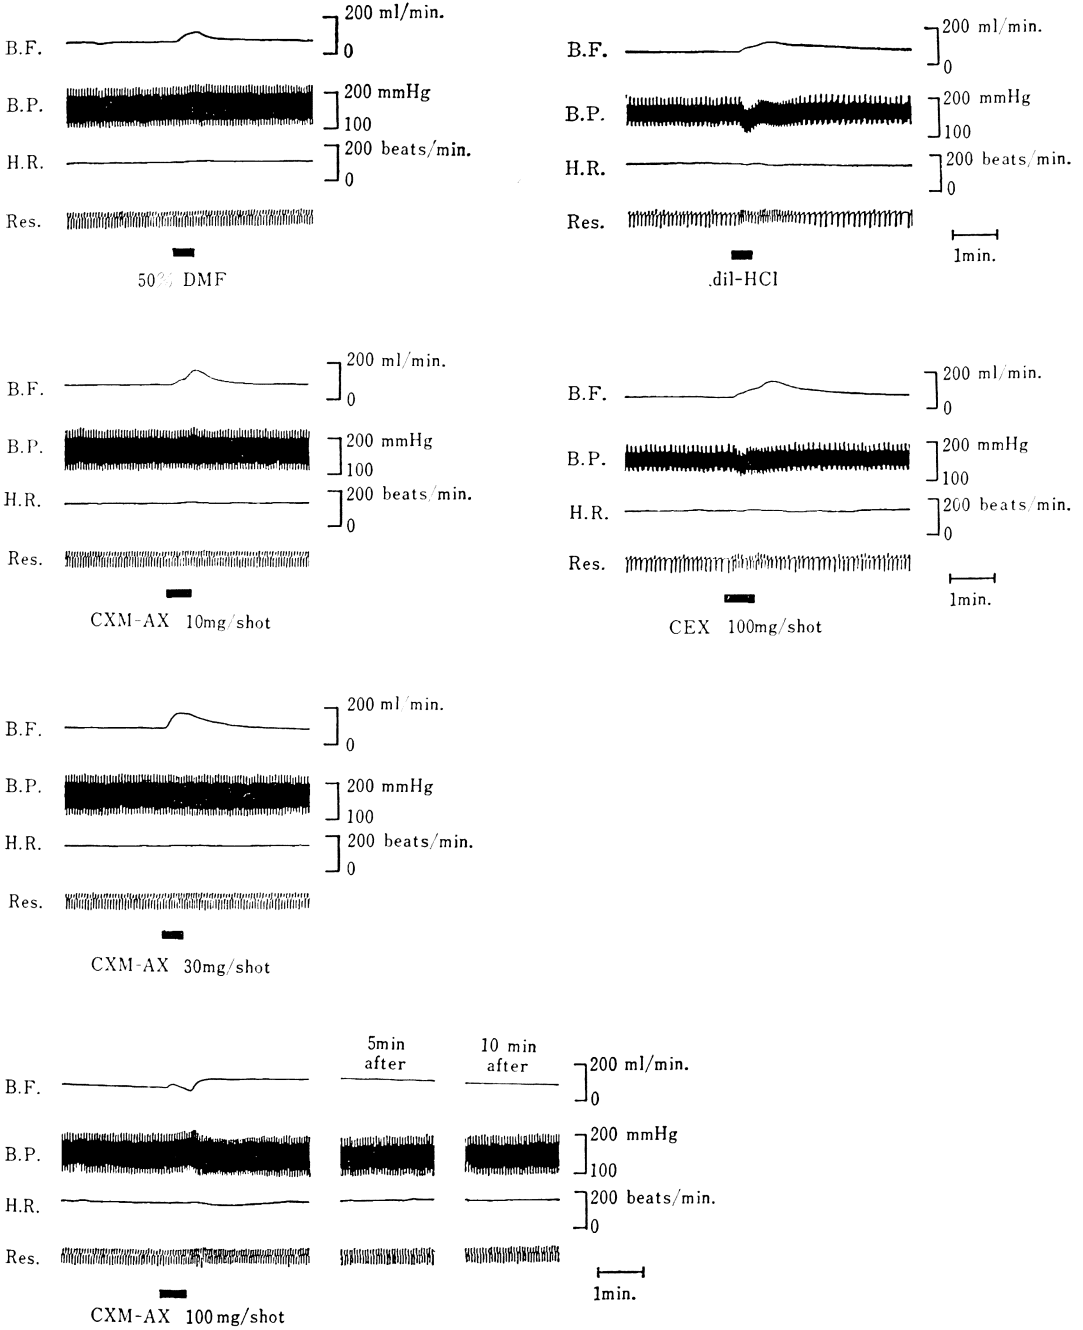 B.F.
200 ml/min.
0
B.P.
200 mmHg
100
H.R.
200 beats/min.
0
Res.
50% DMF
B.F.
200 ml/min.
0
B.P.
200 mmHg
100
H.R.
200 beats/min.
0
Res.
1min.
dil-HCl
B.F.
200 ml/min.
0
B.P.
200 mmHg
100
H.R.
200 beats/min.
0
Res.
CXM-AX 10mg/shot
B.F.
200 ml/min.
0
B.P.
200 mmHg
100
H.R.
200 beats/min.
0
Res.
1min.
CEX 100mg/shot
B.F.
200 ml/min.
0
B.P.
200 mmHg
100
H.R.
200 beats/min.
0
Res.
CXM-AX 30mg/shot
5min
after
10 min
after
B.F.
200 ml/min.
0
B.P.
200 mmHg
100
H.R.
200 beats/min.
0
Res.
1min.
CXM-AX 100mg/shot